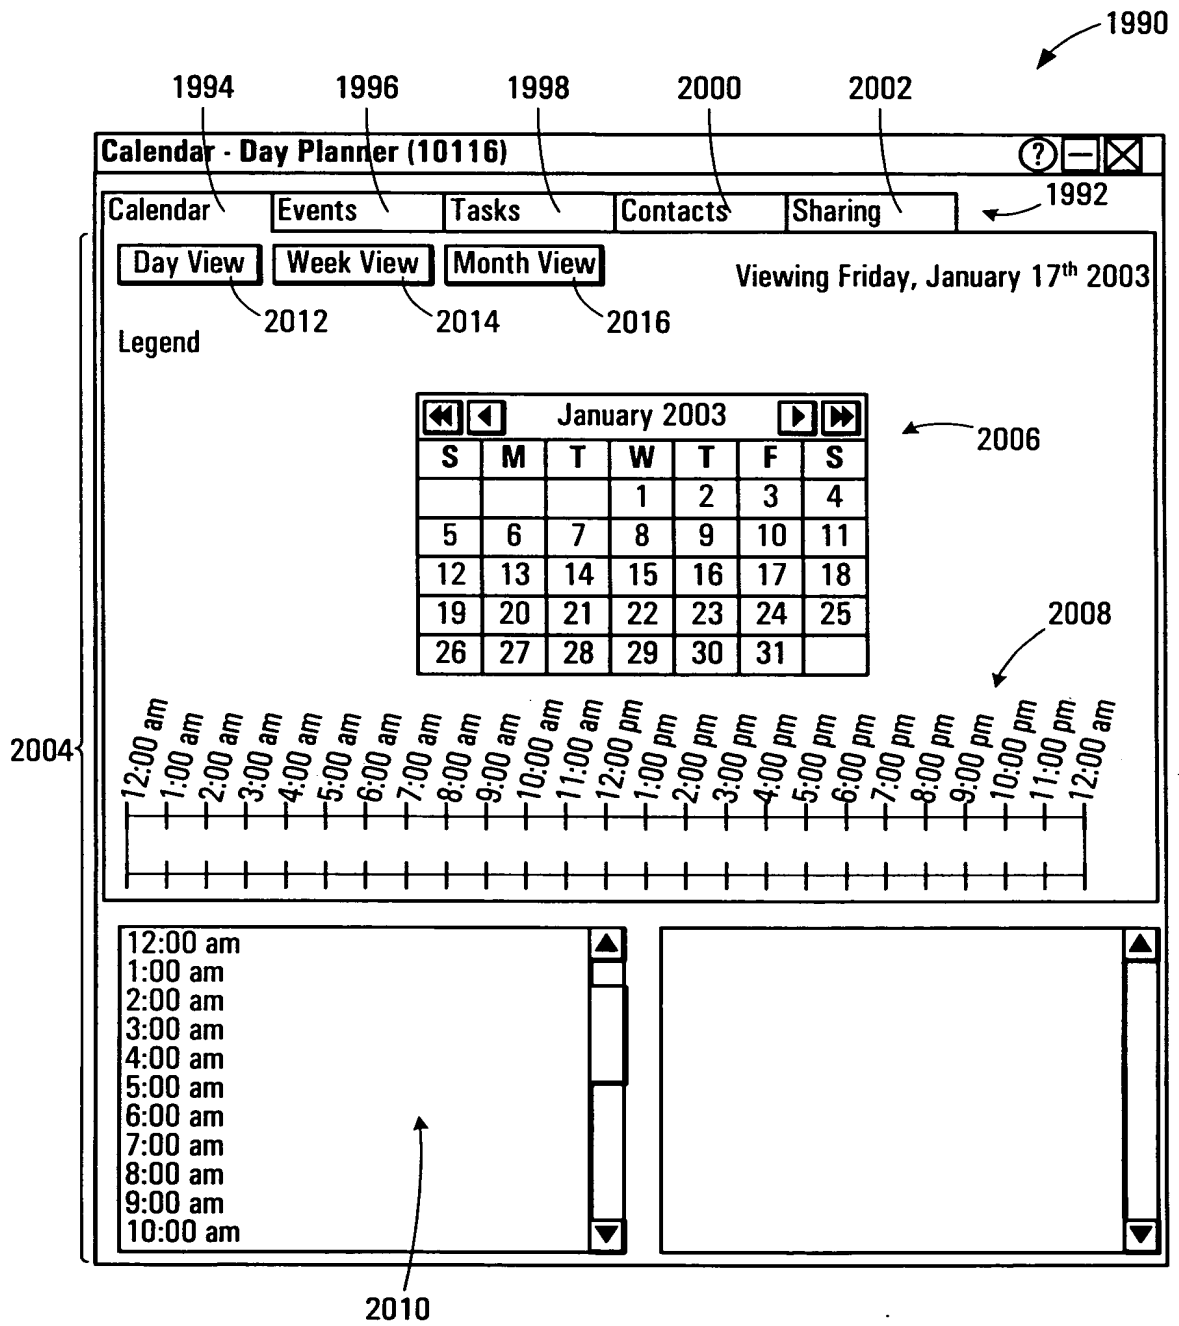 1990
1994 1996 1998 2000 2002
Calendar - Day Planner (10116) ?
1992
Calendar Events Tasks Contacts Sharing
Day View Week View Month View
Viewing Friday, January 17th 2003
2012 2014 2016
Legend
January 2003
2006
S M T W T F S
1 2 3 4
5 6 7 8 9 10 11
12 13 14 15 16 17 18
19 20 21 22 23 24 25
26 27 28 29 30 31
2008
2004
12:00 am 1:00 am 2:00 am 3:00 am 4:00 am 5:00 am 6:00 am 7:00 am 8:00 am 9:00 am 10:00 am 11:00 am 12:00 pm 1:00 pm 2:00 pm 3:00 pm 4:00 pm 5:00 pm 6:00 pm 7:00 pm 8:00 pm 9:00 pm 10:00 pm 11:00 pm 12:00 am
12:00 am
1:00 am
2:00 am
3:00 am
4:00 am
5:00 am
6:00 am
7:00 am
8:00 am
9:00 am
10:00 am
2010